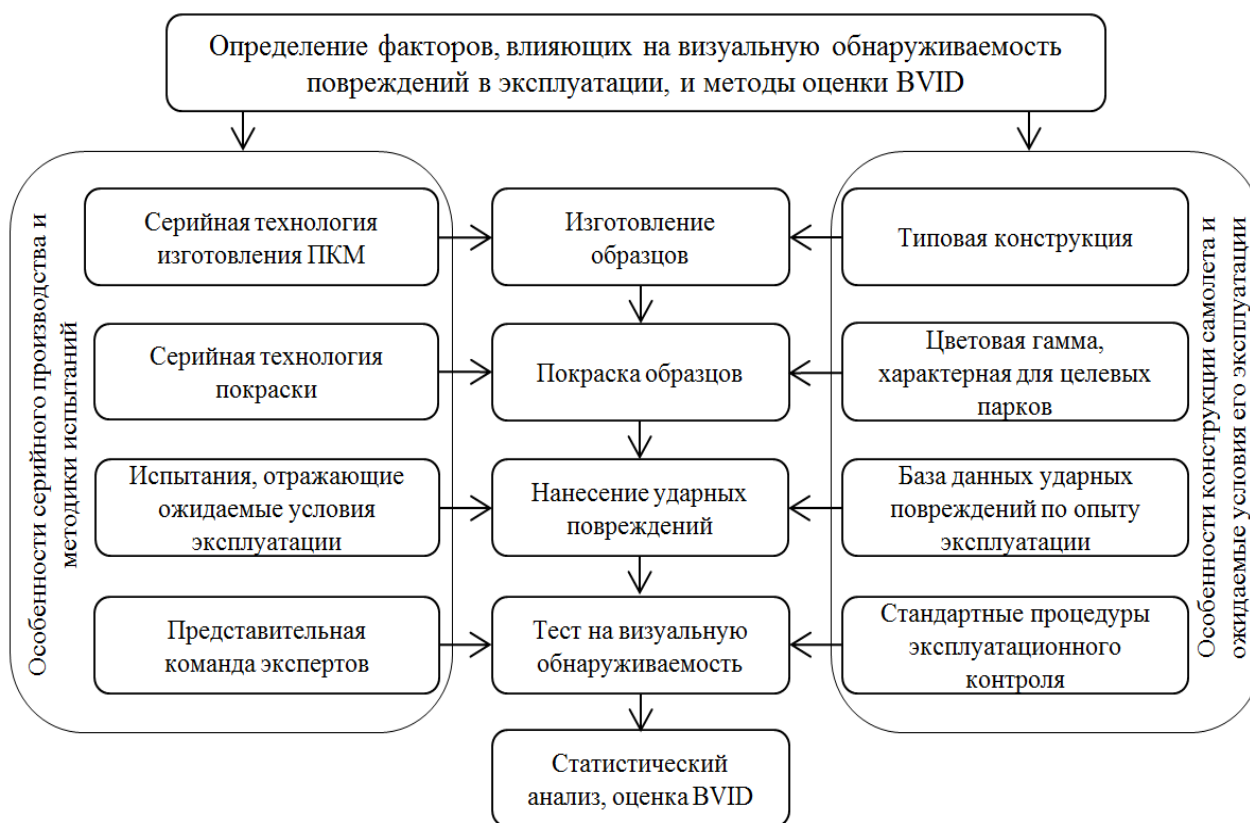 Определение факторов, влияющих на визуальную обнаруживаемость
повреждений в эксплуатации, и методы оценки BVID
Особенности серийного производства и
методики испытаний
Серийная технология
изготовления ПКМ
Изготовление
образцов
Типовая конструкция
Серийная технология
покраски
Покраска образцов
Цветовая гамма,
характерная для целевых
парков
Испытания, отражающие
ожидаемые условия
эксплуатации
Нанесение ударных
повреждений
База данных ударных
повреждений по опыту
эксплуатации
Представительная
команда экспертов
Тест на визуальную
обнаруживаемость
Стандартные процедуры
эксплуатационного
контроля
Особенности конструкции самолета и
ожидаемые условия его эксплуатации
Статистический
анализ, оценка BVID